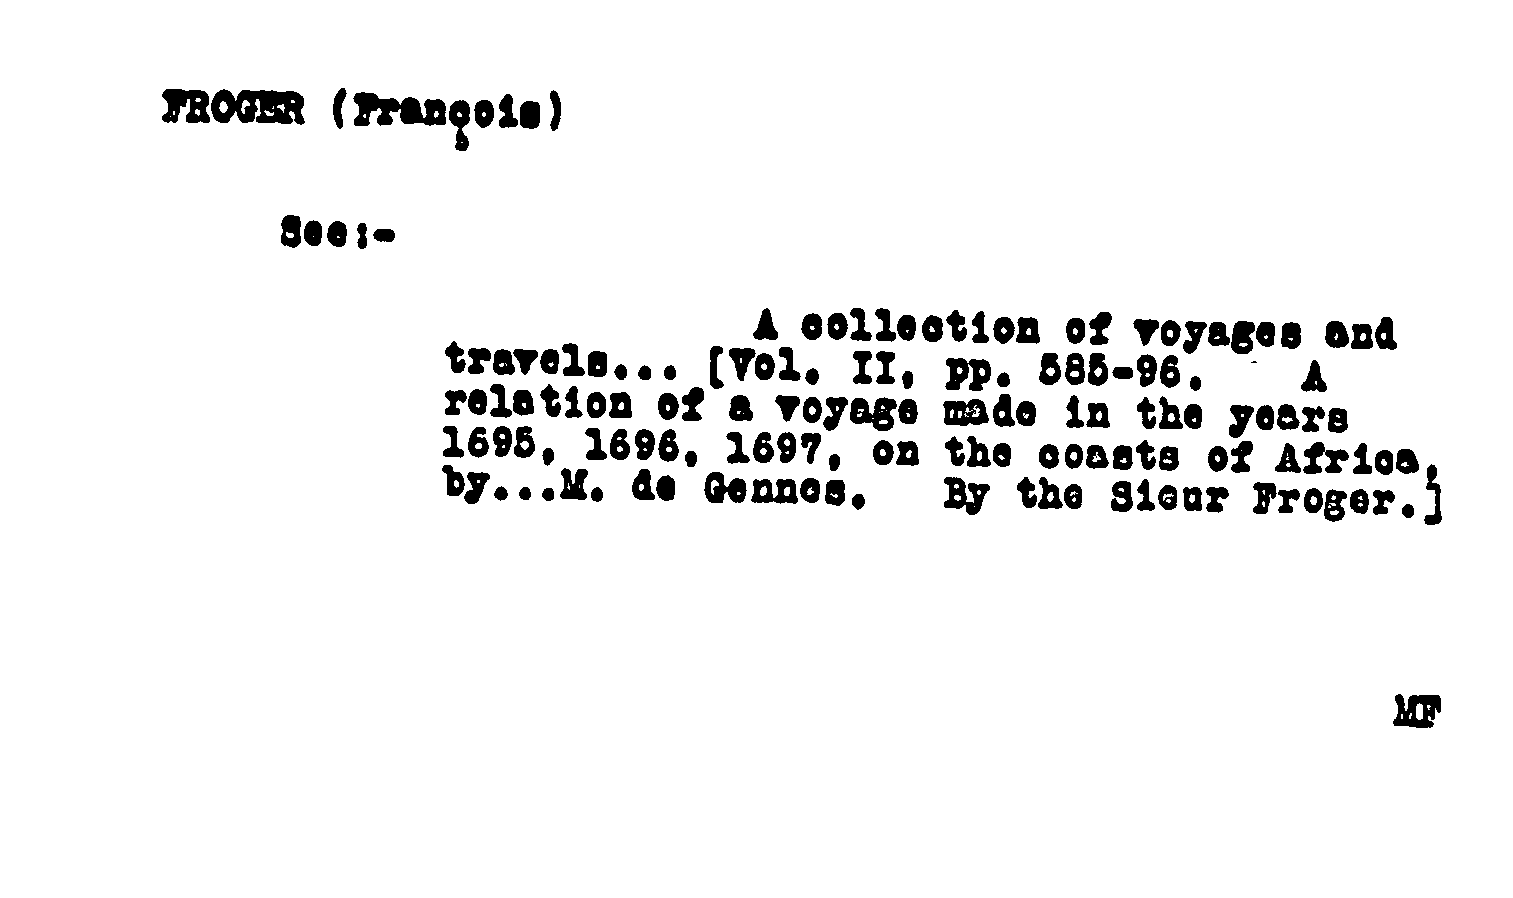 FROGER (François)
See:-
A collection of voyages and
travels... [Vol. II, pp. 585-96. A
relation of a voyage made in the years
1695, 1696, 1697, on the coasts of Africa,
by...M. de Gennes. By the Sieur Froger.]
MF